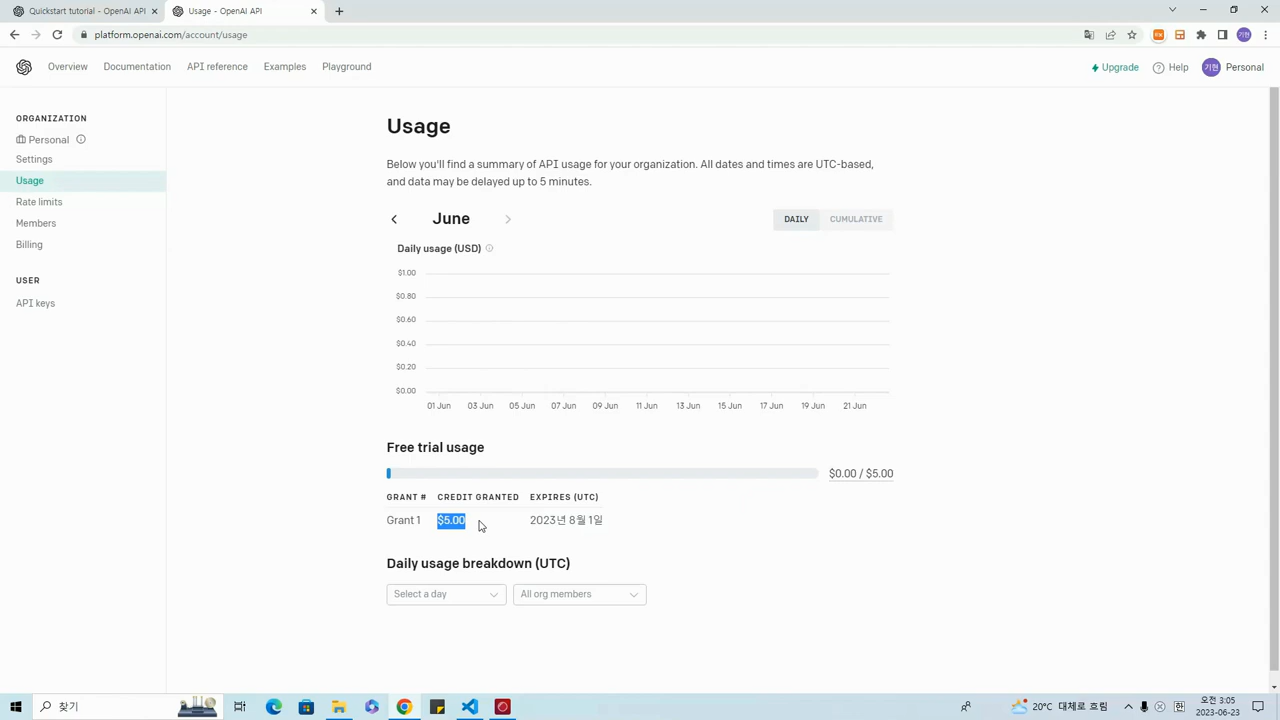 Quickstart tutorial - OpenAI API
Usage - OpenAI API
platform.openai.com/account/usage
기현
Overview
Documentation
API reference
Examples
Playground
Upgrade
Help
기현
Personal
ORGANIZATION
Personal
Settings
Usage
Rate limits
Members
Billing
USER
API keys
Usage
Below you'll find a summary of API usage for your organization. All dates and times are UTC-based,
and data may be delayed up to 5 minutes.
June
DAILY
CUMULATIVE
Daily usage (USD)
$1.00
$0.80
$0.60
$0.40
$0.20
$0.00
01 Jun 03 Jun 05 Jun 07 Jun 09 Jun 11 Jun 13 Jun 15 Jun 17 Jun 19 Jun 21 Jun
Free trial usage
$0.00 / $5.00
GRANT # CREDIT GRANTED EXPIRES (UTC)
Grant 1 $5.00 2023년 8월 1일
Daily usage breakdown (UTC)
Select a day
All org members
찾기
20°C 대체로 흐림
오전 3:05
2023-06-23